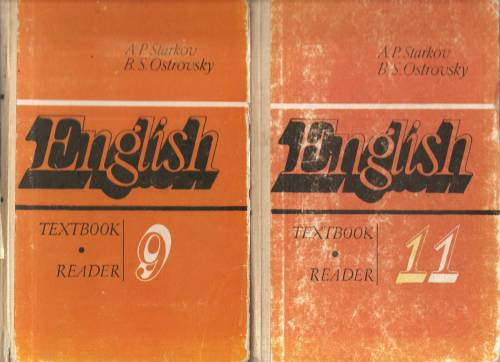 A.P. Starkov
B.S. Ostrovsky
English
TEXTBOOK
•
READER
9
A.P. Starkov
B.S. Ostrovsky
English
TEXTBOOK
•
READER
11